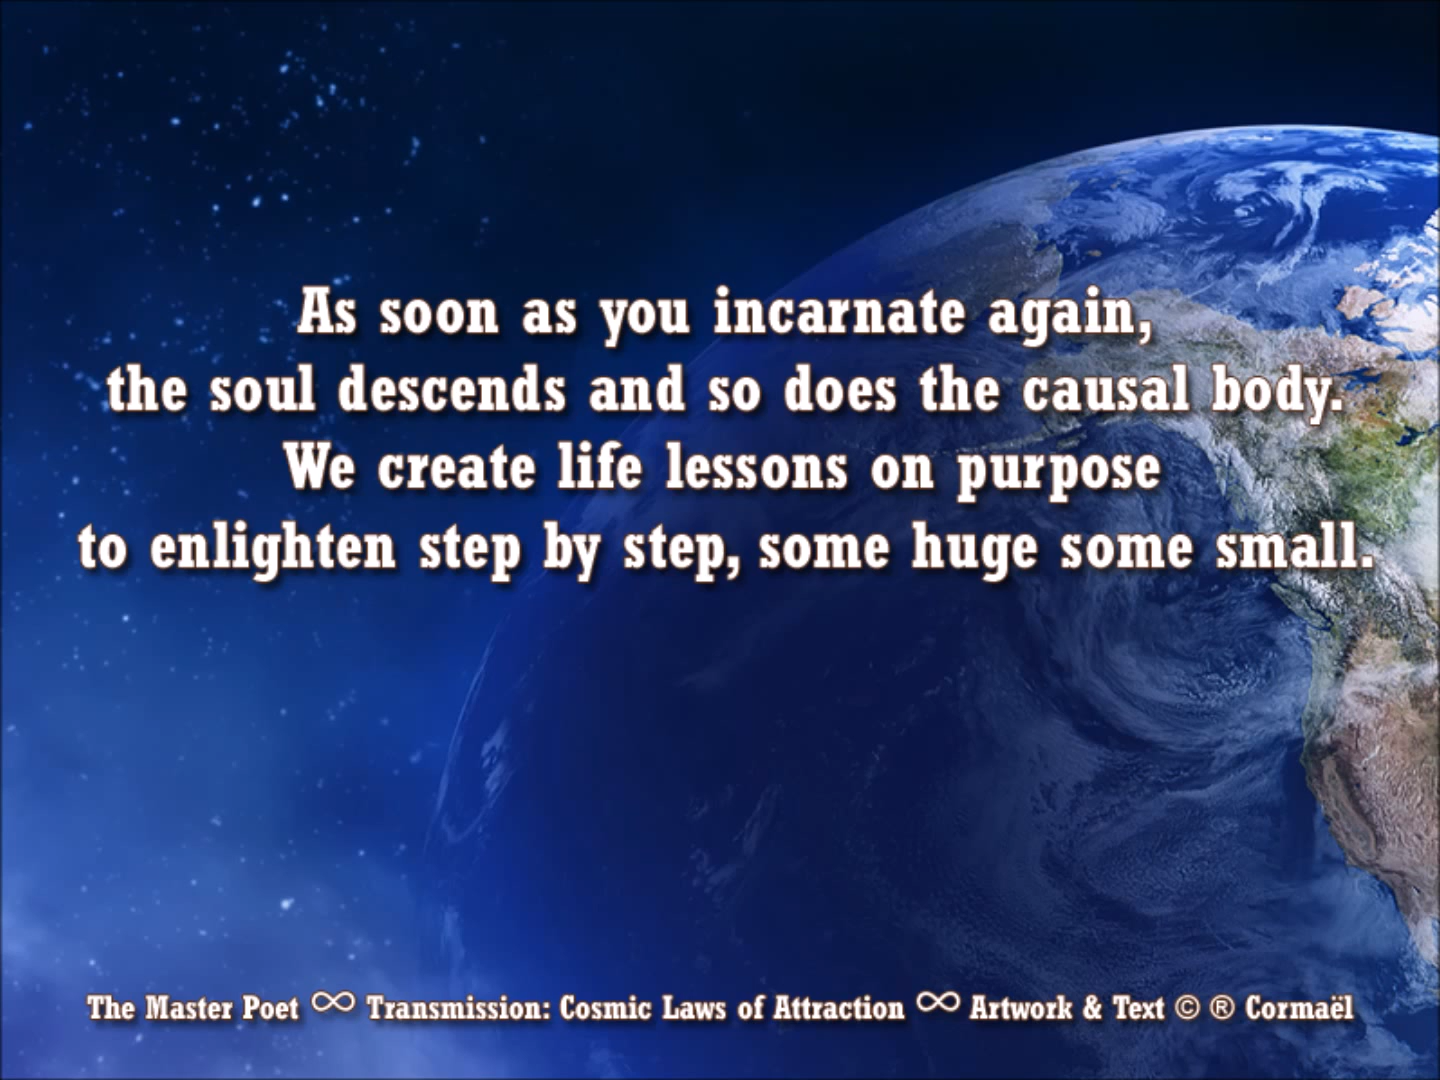 As soon as you incarnate again,
the soul descends and so does the causal body.
We create life lessons on purpose
to enlighten step by step, some huge some small.
The Master Poet ∞ Transmission: Cosmic Laws of Attraction ∞ Artwork & Text © ® Cormaël